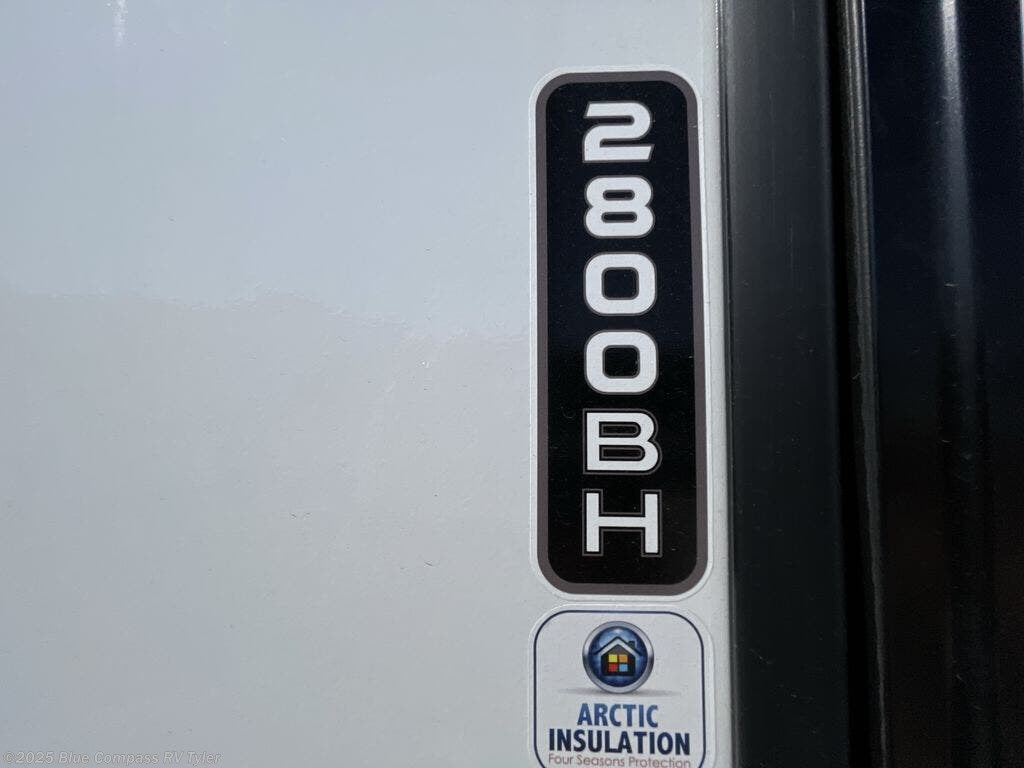 2800BH
ARCTIC
INSULATION
Four Seasons Protection
©2025 Blue Compass RV Tyler